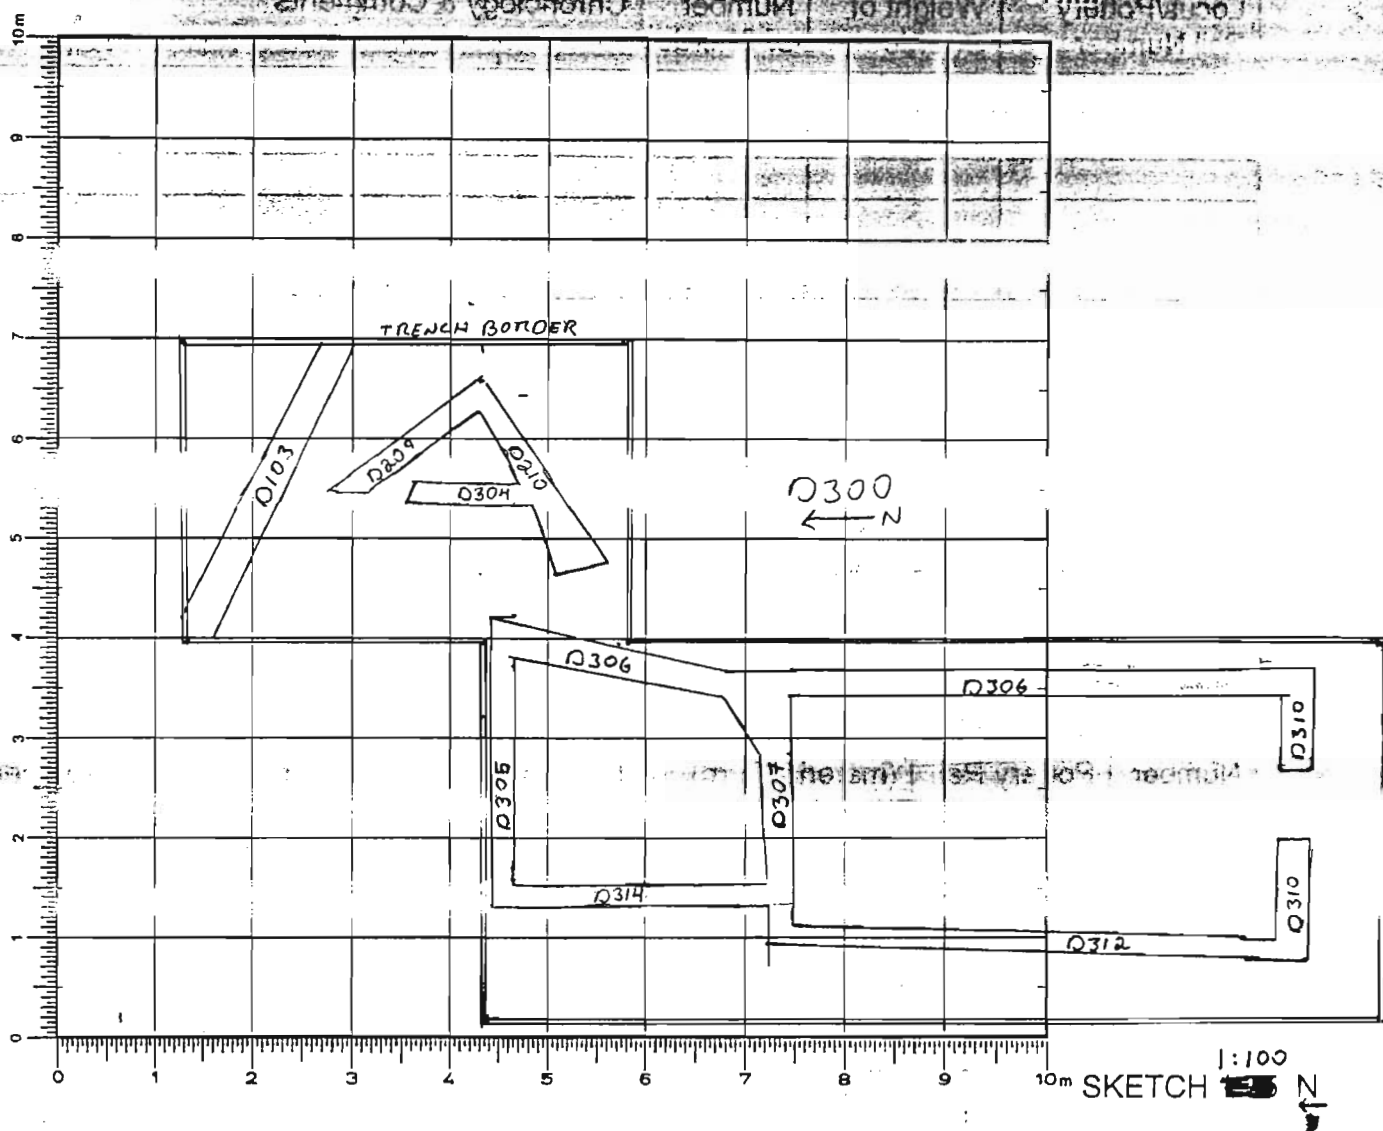 10m
9
8
7
6
5
4
3
2
1
0
TRENCH BORDER
D103
D209
D210
D304
D300
← N
D306
D306
D310
D305
D307
D314
D310
D312
0 1 2 3 4 5 6 7 8 9 10m
1:100
SKETCH N
←